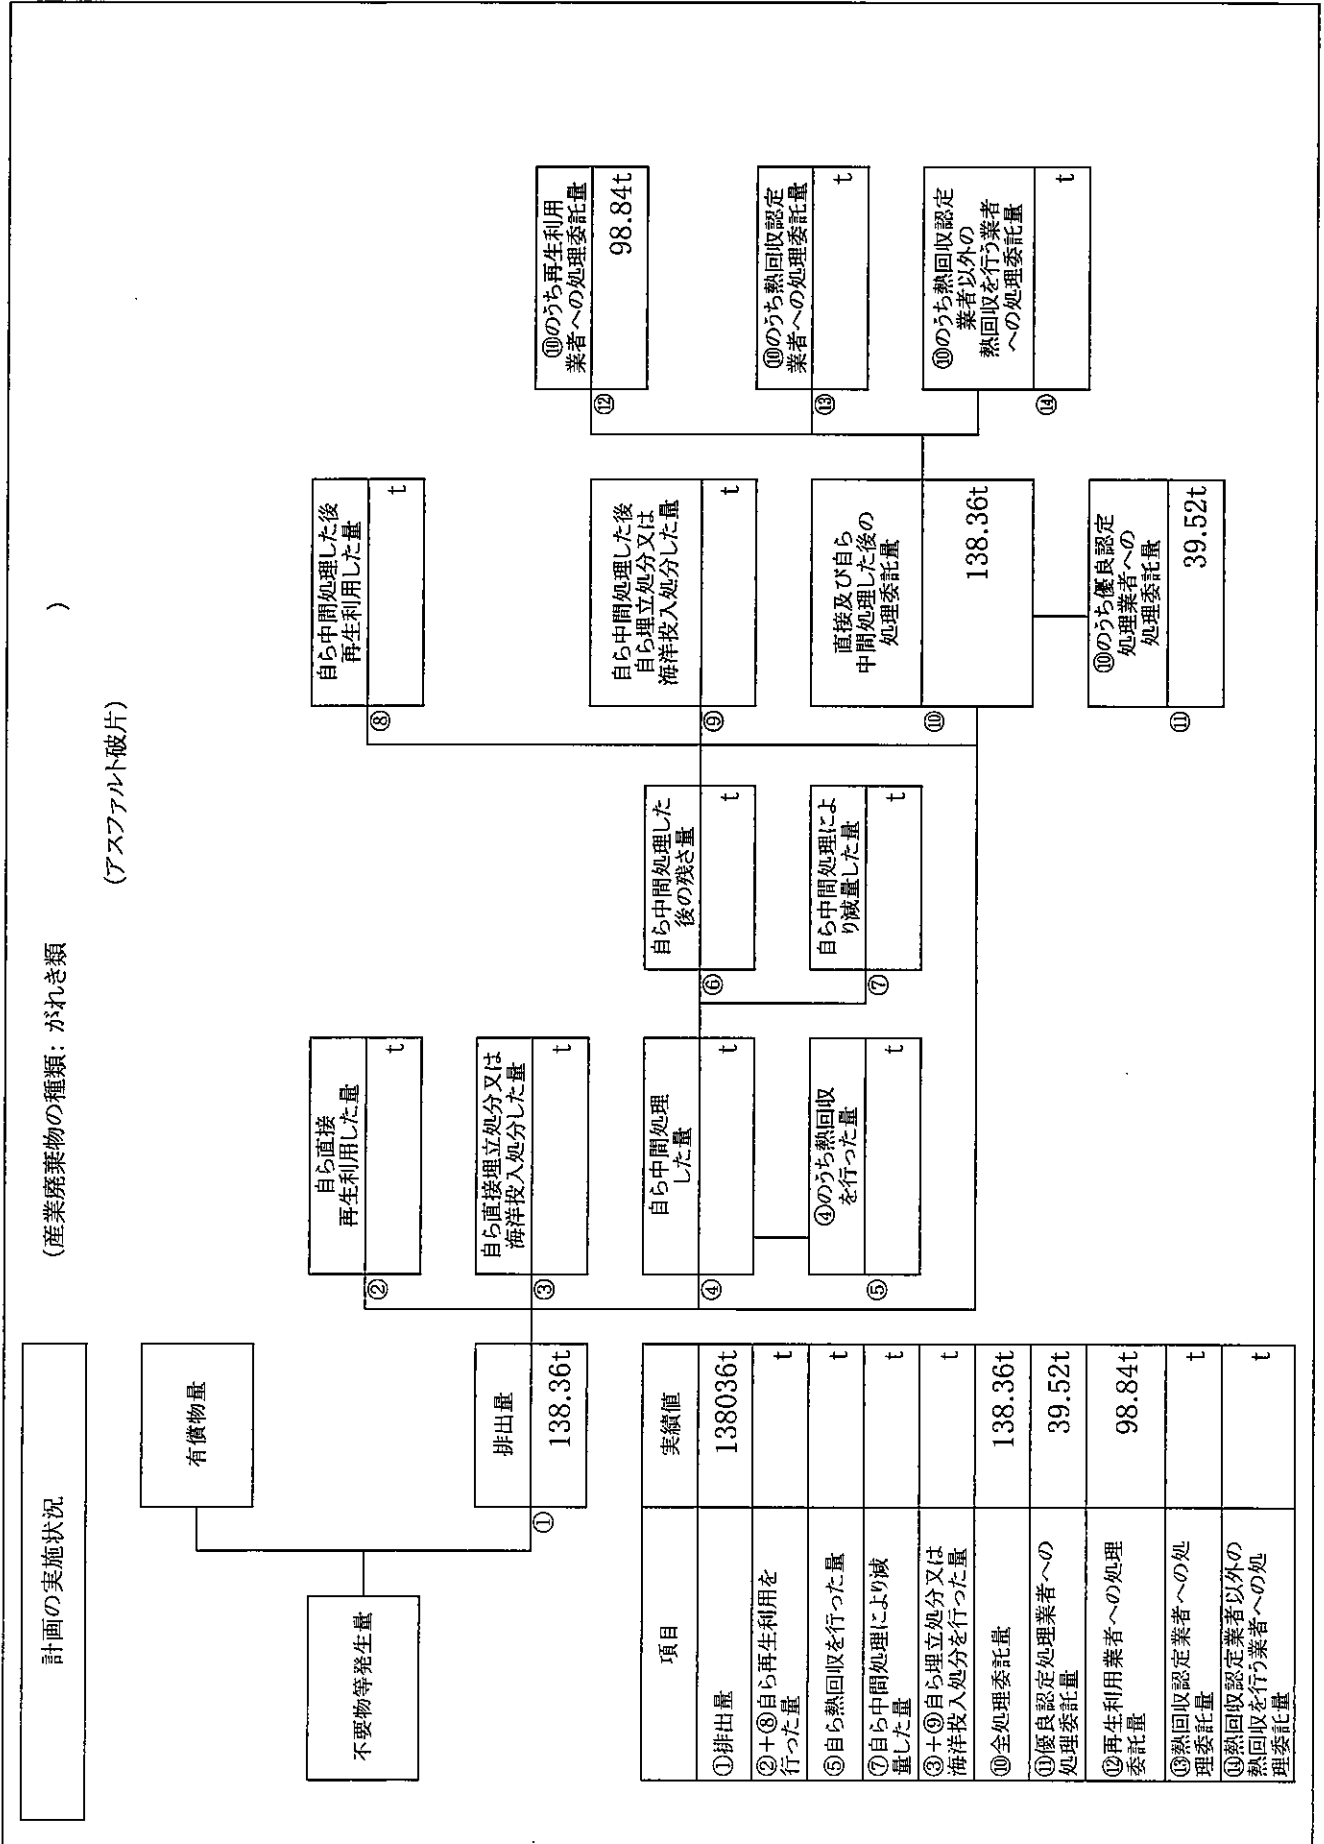 計画の実施状況
(産業廃棄物の種類: がれき類 )
(アスファルト破片)
不要物等発生量
有償物量
排出量
①
138.36t
自ら直接
再生利用した量
②
t
自ら直接埋立処分又は
海洋投入処分した量
③
t
自ら中間処理
した量
④
t
④のうち熱回収
を行った量
⑤
t
自ら中間処理した
後の残さ量
⑥
t
自ら中間処理によ
り減量した量
⑦
t
自ら中間処理した後
再生利用した量
⑧
t
自ら中間処理した後
自ら埋立処分又は
海洋投入処分した量
⑨
t
直接及び自ら
中間処理した後の
処理委託量
⑩
138.36t
⑩のうち優良認定
処理業者への
処理委託量
⑪
39.52t
⑩のうち再生利用
業者への処理委託量
⑫
98.84t
⑩のうち熱回収認定
業者への処理委託量
⑬
t
⑩のうち熱回収認定
業者以外の
熱回収を行う業者
への処理委託量
⑭
t
項目 実績値
①排出量 138036t
②+⑧自ら再生利用を
行った量
t
⑤自ら熱回収を行った量 t
⑦自ら中間処理により減
量した量
t
③+⑨自ら埋立処分又は
海洋投入処分を行った量
t
⑩全処理委託量 138.36t
⑪優良認定処理業者への
処理委託量
39.52t
⑫再生利用業者への処理
委託量
98.84t
⑬熱回収認定業者への処
理委託量
t
⑭熱回収認定業者以外の
熱回収を行う業者への処
理委託量
t